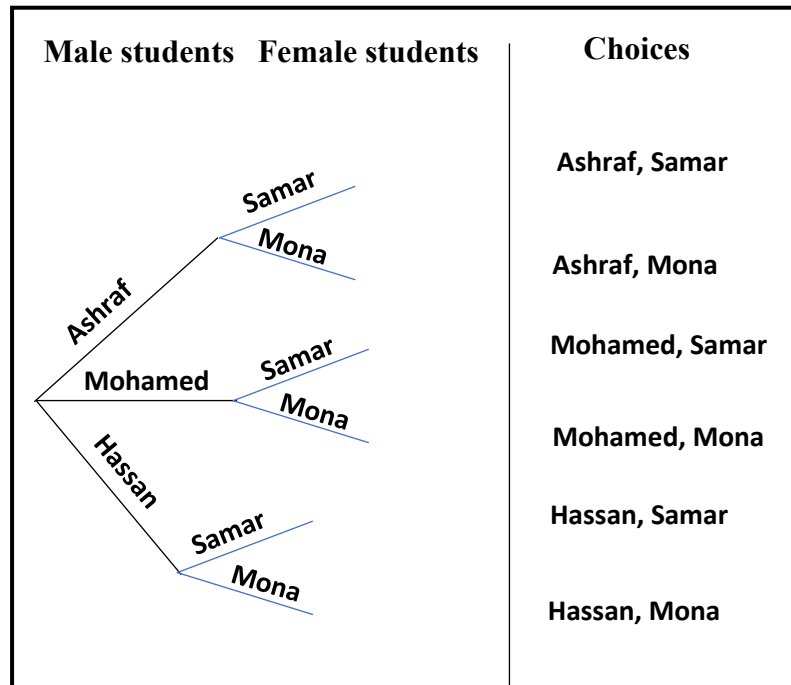 Male students Female students
Choices
Ashraf
Samar
Mona
Mohamed
Samar
Mona
Hassan
Samar
Mona
Ashraf, Samar
Ashraf, Mona
Mohamed, Samar
Mohamed, Mona
Hassan, Samar
Hassan, Mona